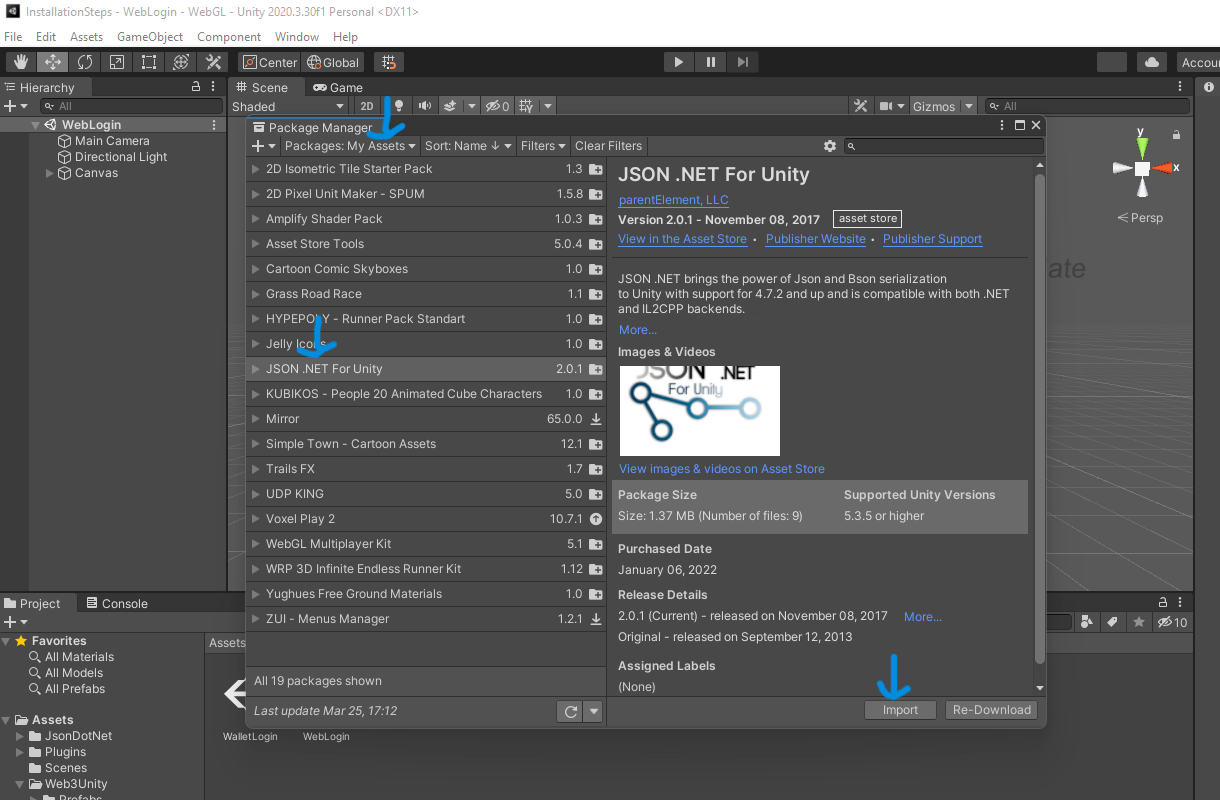 InstallationSteps - WebLogin - WebGL - Unity 2020.3.30f1 Personal <DX11>
File Edit Assets GameObject Component Window Help
Center Global Accou
Hierarchy
All
WebLogin
Main Camera
Directional Light
Canvas
Scene Game
Shaded 2D 0 Gizmos All
y
x
Persp
ate
Package Manager
Packages: My Assets Sort: Name ↓ Filters Clear Filters
2D Isometric Tile Starter Pack 1.3
2D Pixel Unit Maker - SPUM 1.5.8
Amplify Shader Pack 1.0.3
Asset Store Tools 5.0.4
Cartoon Comic Skyboxes 1.0
Grass Road Race 1.1
HYPEPOLY - Runner Pack Standart 1.0
Jelly Icons 1.0
JSON .NET For Unity 2.0.1
KUBIKOS - People 20 Animated Cube Characters 1.0
Mirror 65.0.0
Simple Town - Cartoon Assets 12.1
Trails FX 1.7
UDP KING 5.0
Voxel Play 2 10.7.1
WebGL Multiplayer Kit 5.1
WRP 3D Infinite Endless Runner Kit 1.12
Yughues Free Ground Materials 1.0
ZUI - Menus Manager 1.2.1
All 19 packages shown
Last update Mar 25, 17:12
JSON .NET For Unity
parentElement, LLC
Version 2.0.1 - November 08, 2017 asset store
View in the Asset Store • Publisher Website • Publisher Support
JSON .NET brings the power of Json and Bson serialization
to Unity with support for 4.7.2 and up and is compatible with both .NET
and IL2CPP backends.
More...
Images & Videos
JSON .NET
For Unity
View images & videos on Asset Store
Package Size Supported Unity Versions
Size: 1.37 MB (Number of files: 9) 5.3.5 or higher
Purchased Date
January 06, 2022
Release Details
2.0.1 (Current) - released on November 08, 2017 More...
Original - released on September 12, 2013
Assigned Labels
(None)
Import Re-Download
Project Console
10
Favorites
All Materials
All Models
All Prefabs
Assets
JsonDotNet
Plugins
Scenes
Web3Unity
Prefabs
Assets
WalletLogin WebLogin